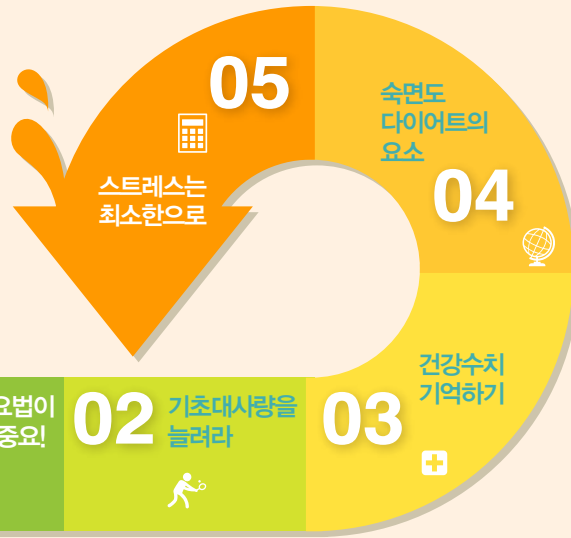 요법이
중요!
02
기초대사량을
늘려라
03
건강수치
기억하기
04
숙면도
다이어트의
요소
05
스트레스는
최소한으로